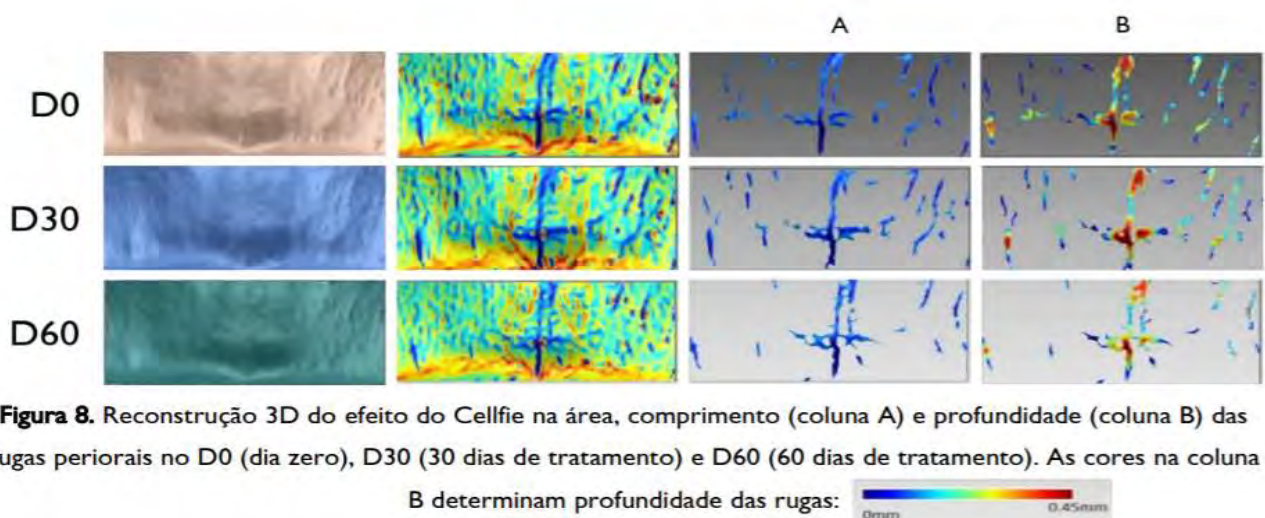 A B
D0
D30
D60
Figura 8. Reconstrução 3D do efeito do Cellfie na área, comprimento (coluna A) e profundidade (coluna B) das
ugas periorais no D0 (dia zero), D30 (30 dias de tratamento) e D60 (60 dias de tratamento). As cores na coluna
B determinam profundidade das rugas:
0mm 0.45mm